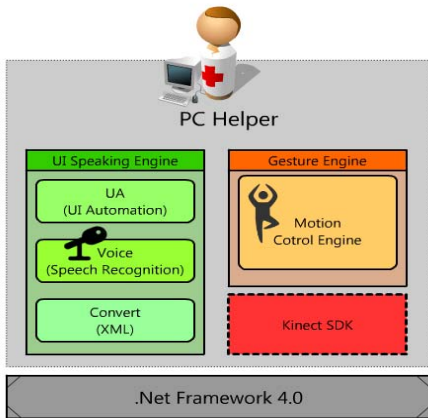 PC Helper
UI Speaking Engine
UA
(UI Automation)
Voice
(Speech Recognition)
Convert
(XML)
Gesture Engine
Motion
Cotrol Engine
Kinect SDK
.Net Framework 4.0